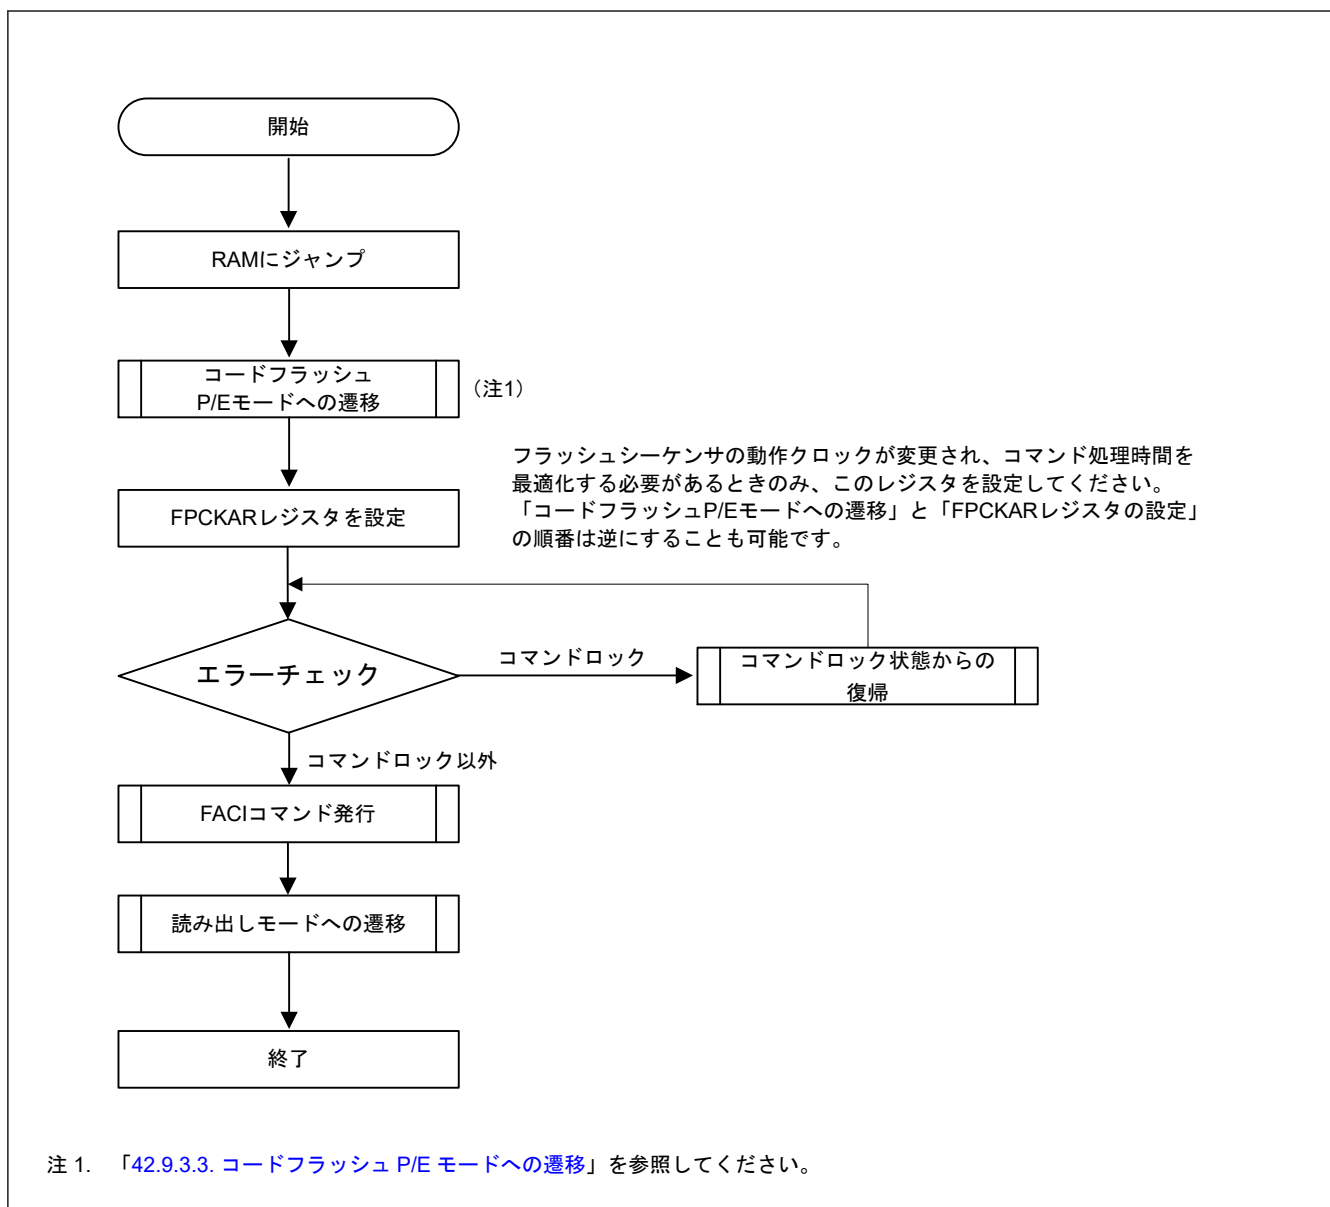 開始
RAMにジャンプ
コードフラッシュ
P/Eモードへの遷移
（注1）
フラッシュシーケンサの動作クロックが変更され、コマンド処理時間を
最適化する必要があるときのみ、このレジスタを設定してください。
「コードフラッシュP/Eモードへの遷移」と「FPCKARレジスタの設定」
の順番は逆にすることも可能です。
FPCKARレジスタを設定
エラーチェック
コマンドロック
コマンドロック状態からの
復帰
コマンドロック以外
FACIコマンド発行
読み出しモードへの遷移
終了
注 1. 「42.9.3.3. コードフラッシュ P/E モードへの遷移」を参照してください。